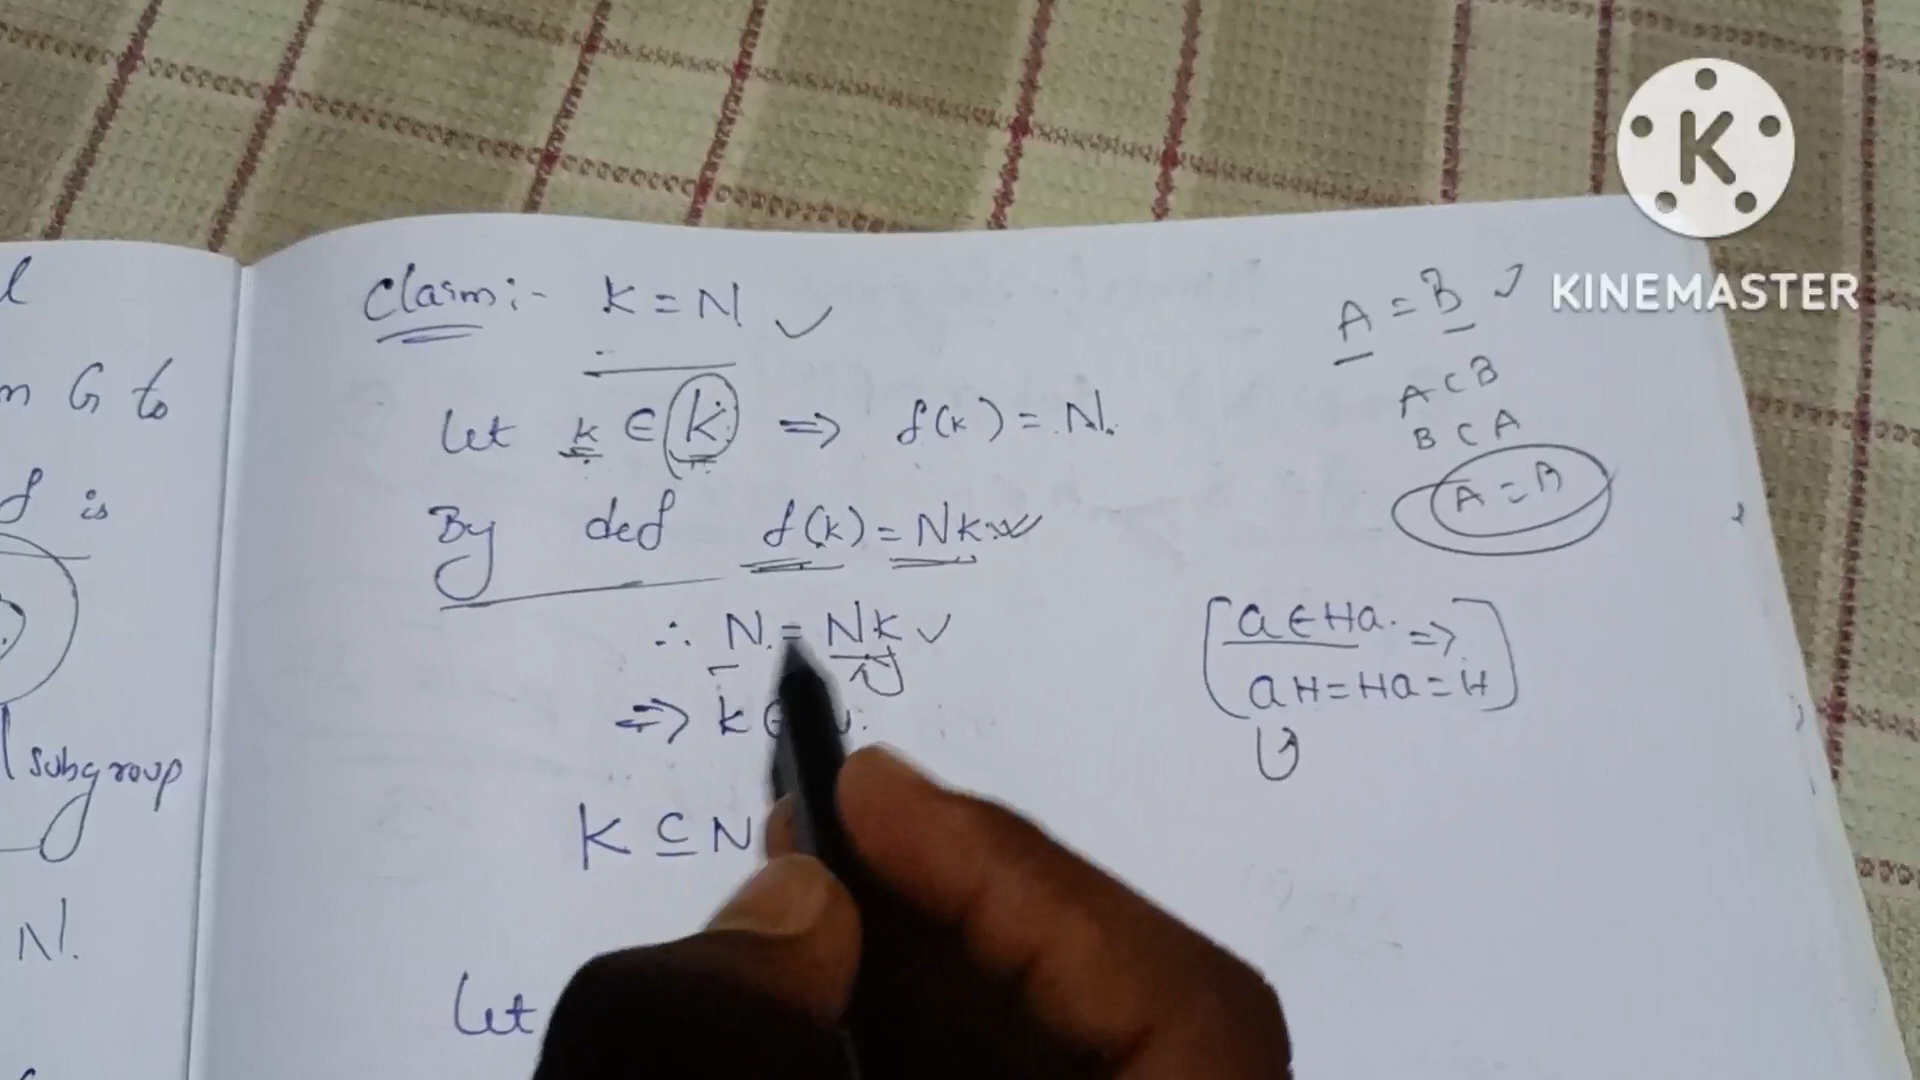 l
m G to
f is
subgroup
N.
Claim:- K = N
Let k ∈ K ⇒ f(k) = N.
By def f(k) = Nk
∴ N = Nk
⇒ k
K ⊆ N
Let
A = B
A ⊂ B
B ⊂ A
A = B
[a ∈ Ha. ⇒
aH = Ha = H]
K
KINEMASTER